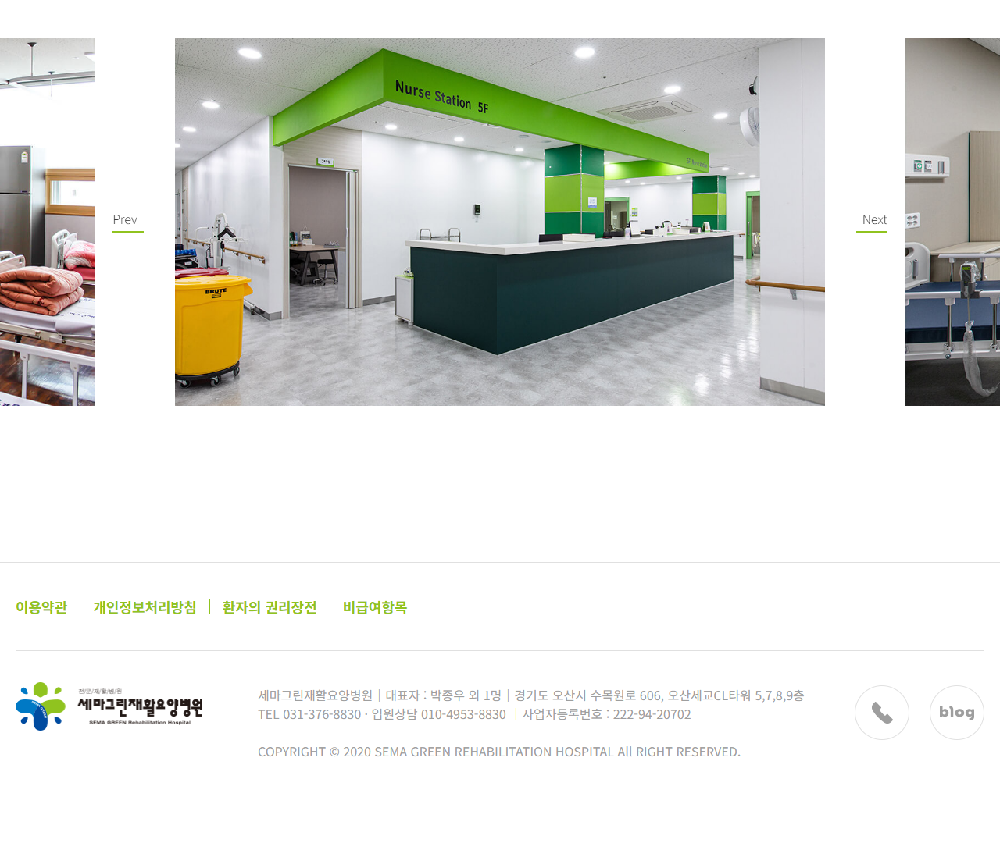 Nurse Station 5F
5F Nurse Station
BRUTE
Prev
Next
이용약관
개인정보처리방침
환자의 권리장전
비급여항목
전/문/재/활/병/원
세마그린재활요양병원
SEMA GREEN Rehabilitation Hospital
세마그린재활요양병원｜대표자 : 박종우 외 1명｜경기도 오산시 수목원로 606, 오산세교CL타워 5,7,8,9층
TEL 031-376-8830 · 입원상담 010-4953-8830 ｜사업자등록번호 : 222-94-20702
COPYRIGHT © 2020 SEMA GREEN REHABILITATION HOSPITAL All RIGHT RESERVED.
blog